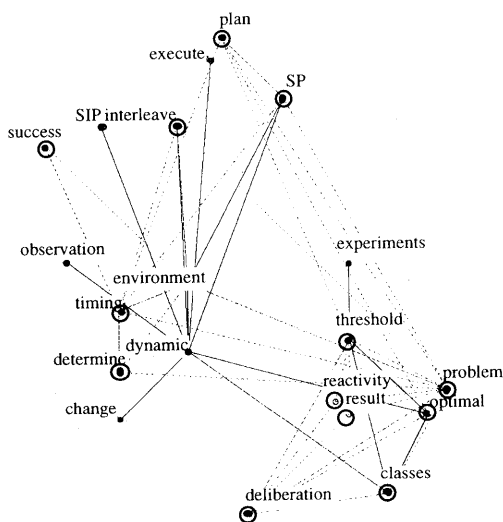 plan
execute
SP
SIP interleave
success
observation
experiments
environment
timing
threshold
dynamic
determine
reactivity
problem
result
optimal
change
classes
deliberation